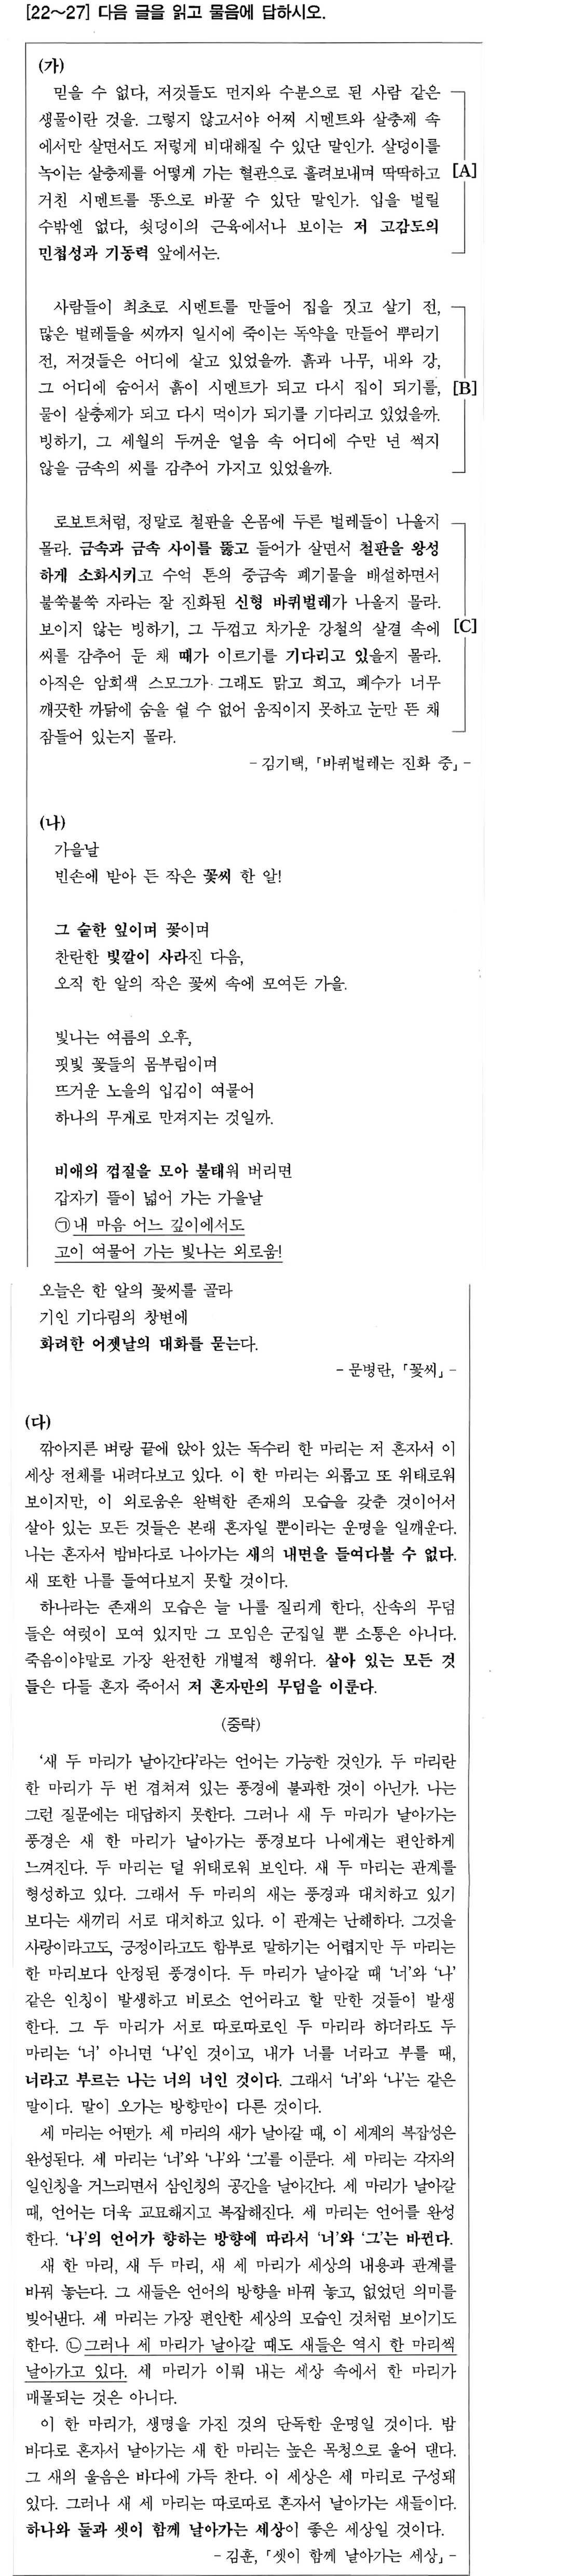 [22~27] 다음 글을 읽고 물음에 답하시오.
(가)
믿을 수 없다, 저것들도 먼지와 수분으로 된 사람 같은
생물이란 것을. 그렇지 않고서야 어찌 시멘트와 살충제 속
에서만 살면서도 저렇게 비대해질 수 있단 말인가. 살덩이를
녹이는 살충제를 어떻게 가는 혈관으로 흘려보내며 딱딱하고 [A]
거친 시멘트를 똥으로 바꿀 수 있단 말인가. 입을 벌릴
수밖엔 없다, 쇳덩이의 근육에서나 보이는 저 고감도의
민첩성과 기동력 앞에서는.
사람들이 최초로 시멘트를 만들어 집을 짓고 살기 전,
많은 벌레들을 씨까지 일시에 죽이는 독약을 만들어 뿌리기
전, 저것들은 어디에 살고 있었을까. 흙과 나무, 내와 강,
그 어디에 숨어서 흙이 시멘트가 되고 다시 집이 되기를, [B]
물이 살충제가 되고 다시 먹이가 되기를 기다리고 있었을까.
빙하기, 그 세월의 두꺼운 얼음 속 어디에 수만 년 썩지
않을 금속의 씨를 감추어 가지고 있었을까.
로보트처럼, 정말로 철판을 온몸에 두른 벌레들이 나올지
몰라. 금속과 금속 사이를 뚫고 들어가 살면서 철판을 왕성
하게 소화시키고 수억 톤의 중금속 폐기물을 배설하면서
불쑥불쑥 자라는 잘 진화된 신형 바퀴벌레가 나올지 몰라.
보이지 않는 빙하기, 그 두껍고 차가운 강철의 살결 속에 [C]
씨를 감추어 둔 채 때가 이르기를 기다리고 있을지 몰라.
아직은 암회색 스모그가 그래도 맑고 희고, 폐수가 너무
깨끗한 까닭에 숨을 쉴 수 없어 움직이지 못하고 눈만 뜬 채
잠들어 있는지 몰라.
- 김기택, 「바퀴벌레는 진화 중」 -
(나)
가을날
빈손에 받아 든 작은 꽃씨 한 알!
그 숱한 잎이며 꽃이며
찬란한 빛깔이 사라진 다음,
오직 한 알의 작은 꽃씨 속에 모여든 가을.
빛나는 여름의 오후,
핏빛 꽃들의 몸부림이며
뜨거운 노을의 입김이 여물어
하나의 무게로 만져지는 것일까.
비애의 껍질을 모아 불태워 버리면
갑자기 뜰이 넓어 가는 가을날
㉠내 마음 어느 깊이에서도
고이 여물어 가는 빛나는 외로움!
오늘은 한 알의 꽃씨를 골라
기인 기다림의 창변에
화려한 어젯날의 대화를 묻는다.
- 문병란, 「꽃씨」 -
(다)
깎아지른 벼랑 끝에 앉아 있는 독수리 한 마리는 저 혼자서 이
세상 전체를 내려다보고 있다. 이 한 마리는 외롭고 또 위태로워
보이지만, 이 외로움은 완벽한 존재의 모습을 갖춘 것이어서
살아 있는 모든 것들은 본래 혼자일 뿐이라는 운명을 일깨운다.
나는 혼자서 밤바다로 나아가는 새의 내면을 들여다볼 수 없다.
새 또한 나를 들여다보지 못할 것이다.
하나라는 존재의 모습은 늘 나를 질리게 한다. 산속의 무덤
들은 여럿이 모여 있지만 그 모임은 군집일 뿐 소통은 아니다.
죽음이야말로 가장 완전한 개별적 행위다. 살아 있는 모든 것
들은 다들 혼자 죽어서 저 혼자만의 무덤을 이룬다.
(중략)
'새 두 마리가 날아간다'라는 언어는 가능한 것인가. 두 마리란
한 마리가 두 번 겹쳐져 있는 풍경에 불과한 것이 아닌가. 나는
그런 질문에는 대답하지 못한다. 그러나 새 두 마리가 날아가는
풍경은 새 한 마리가 날아가는 풍경보다 나에게는 편안하게
느껴진다. 두 마리는 덜 위태로워 보인다. 새 두 마리는 관계를
형성하고 있다. 그래서 두 마리의 새는 풍경과 대치하고 있기
보다는 새끼리 서로 대치하고 있다. 이 관계는 난해하다. 그것을
사랑이라고도, 긍정이라고도 함부로 말하기는 어렵지만 두 마리는
한 마리보다 안정된 풍경이다. 두 마리가 날아갈 때 '너'와 '나'
같은 인칭이 발생하고 비로소 언어라고 할 만한 것들이 발생
한다. 그 두 마리가 서로 따로따로인 두 마리라 하더라도 두
마리는 '너' 아니면 '나'인 것이고, 내가 너를 너라고 부를 때,
너라고 부르는 나는 너의 너인 것이다. 그래서 '너'와 '나'는 같은
말이다. 말이 오가는 방향만이 다른 것이다.
세 마리는 어떤가. 세 마리의 새가 날아갈 때, 이 세계의 복잡성은
완성된다. 세 마리는 '너'와 '나'와 '그'를 이룬다. 세 마리는 각자의
일인칭을 거느리면서 삼인칭의 공간을 날아간다. 세 마리가 날아갈
때, 언어는 더욱 교묘해지고 복잡해진다. 세 마리는 언어를 완성
한다. '나'의 언어가 향하는 방향에 따라서 '너'와 '그'는 바뀐다.
새 한 마리, 새 두 마리, 새 세 마리가 세상의 내용과 관계를
바꿔 놓는다. 그 새들은 언어의 방향을 바꿔 놓고, 없었던 의미를
빚어낸다. 세 마리는 가장 편안한 세상의 모습인 것처럼 보이기도
한다. ㉡그러나 세 마리가 날아갈 때도 새들은 역시 한 마리씩
날아가고 있다. 세 마리가 이뤄 내는 세상 속에서 한 마리가
매몰되는 것은 아니다.
이 한 마리가, 생명을 가진 것의 단독한 운명일 것이다. 밤
바다로 혼자서 날아가는 새 한 마리는 높은 목청으로 울어 댄다.
그 새의 울음은 바다에 가득 찬다. 이 세상은 세 마리로 구성돼
있다. 그러나 새 세 마리는 따로따로 혼자서 날아가는 새들이다.
하나와 둘과 셋이 함께 날아가는 세상이 좋은 세상일 것이다.
- 김훈, 「셋이 함께 날아가는 세상」 -